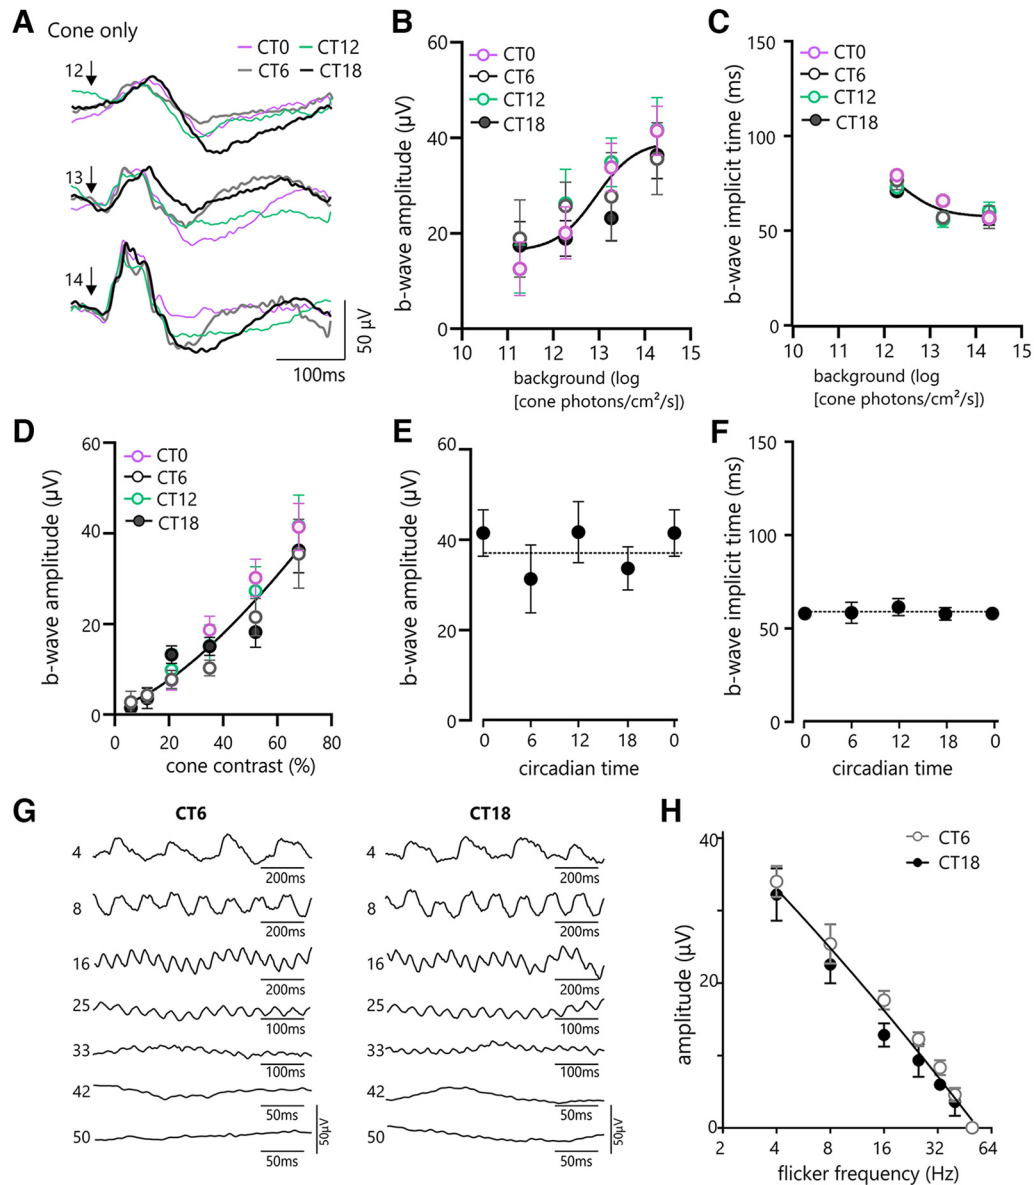 A Cone only
CT0 CT12
CT6 CT18
12
13
14
50 µV
100ms
B
60
40
20
0
b-wave amplitude (µV)
CT0
CT6
CT12
CT18
10 11 12 13 14 15
background (log
[cone photons/cm²/s])
C
150
100
50
0
b-wave implicit time (ms)
CT0
CT6
CT12
CT18
10 11 12 13 14 15
background (log
[cone photons/cm²/s])
D
60
40
20
0
b-wave amplitude (µV)
CT0
CT6
CT12
CT18
0 20 40 60 80
cone contrast (%)
E
60
40
20
0
b-wave amplitude (µV)
0 6 12 18 0
circadian time
F
150
100
50
0
b-wave implicit time (ms)
0 6 12 18 0
circadian time
G
CT6
4
200ms
8
200ms
16
200ms
25
100ms
33
100ms
42
50ms
50
50ms
50µV
CT18
4
200ms
8
200ms
16
200ms
25
100ms
33
100ms
42
50ms
50
50ms
50µV
H
40
20
0
amplitude (µV)
CT6
CT18
2 4 8 16 32 64
flicker frequency (Hz)